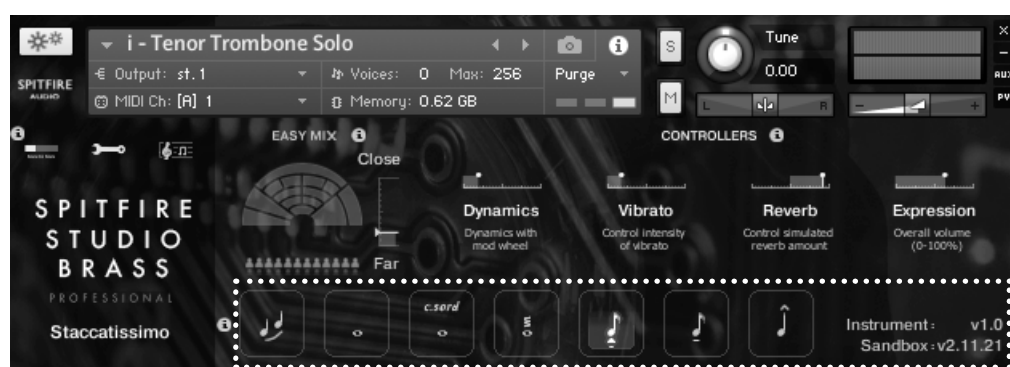 i - Tenor Trombone Solo
Output: st. 1
Voices: 0 Max: 256
Purge
MIDI Ch: [A] 1
Memory: 0.62 GB
S
M
Tune
0.00
L
R
-
+
×
-
AUX
PV
SPITFIRE
AUDIO
EASY MIX
Close
Far
CONTROLLERS
Dynamics
Dynamics with
mod wheel
Vibrato
Control intensity
of vibrato
Reverb
Control simulated
reverb amount
Expression
Overall volume
(0-100%)
SPITFIRE
STUDIO
BRASS
PROFESSIONAL
Staccatissimo
c.sord
Instrument: v1.0
Sandbox: v2.11.21